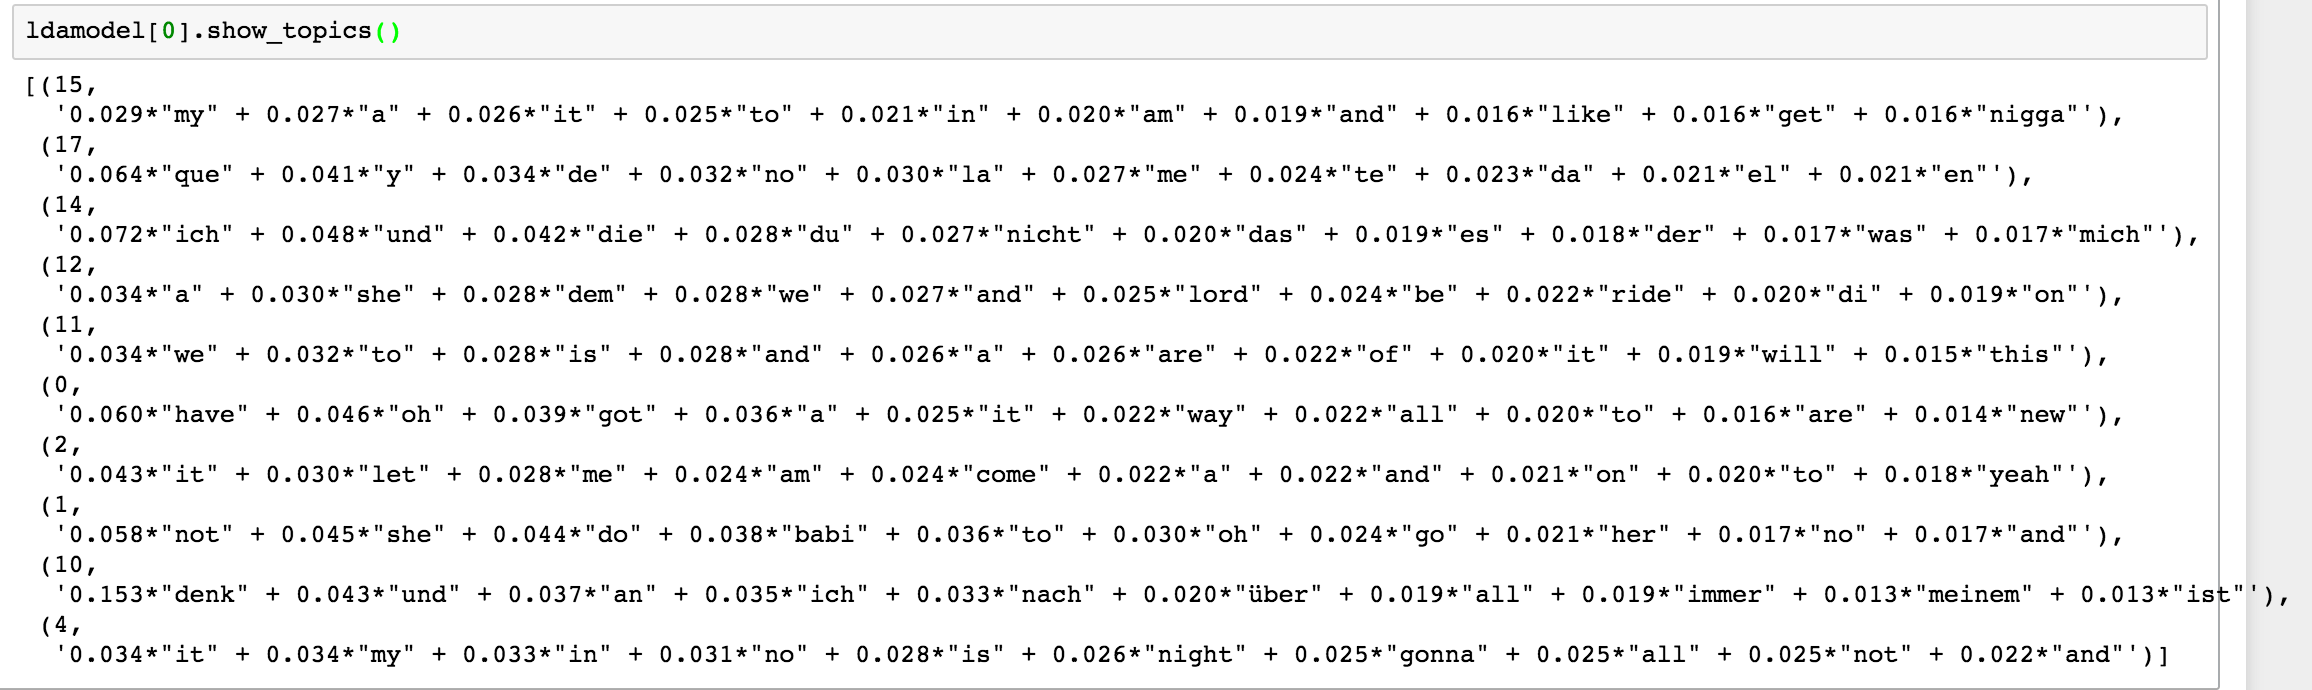 ldamodel[0].show_topics()
[(15,
'0.029*"my" + 0.027*"a" + 0.026*"it" + 0.025*"to" + 0.021*"in" + 0.020*"am" + 0.019*"and" + 0.016*"like" + 0.016*"get" + 0.016*"nigga"'),
(17,
'0.064*"que" + 0.041*"y" + 0.034*"de" + 0.032*"no" + 0.030*"la" + 0.027*"me" + 0.024*"te" + 0.023*"da" + 0.021*"el" + 0.021*"en"'),
(14,
'0.072*"ich" + 0.048*"und" + 0.042*"die" + 0.028*"du" + 0.027*"nicht" + 0.020*"das" + 0.019*"es" + 0.018*"der" + 0.017*"was" + 0.017*"mich"'),
(12,
'0.034*"a" + 0.030*"she" + 0.028*"dem" + 0.028*"we" + 0.027*"and" + 0.025*"lord" + 0.024*"be" + 0.022*"ride" + 0.020*"di" + 0.019*"on"'),
(11,
'0.034*"we" + 0.032*"to" + 0.028*"is" + 0.028*"and" + 0.026*"a" + 0.026*"are" + 0.022*"of" + 0.020*"it" + 0.019*"will" + 0.015*"this"'),
(0,
'0.060*"have" + 0.046*"oh" + 0.039*"got" + 0.036*"a" + 0.025*"it" + 0.022*"way" + 0.022*"all" + 0.020*"to" + 0.016*"are" + 0.014*"new"'),
(2,
'0.043*"it" + 0.030*"let" + 0.028*"me" + 0.024*"am" + 0.024*"come" + 0.022*"a" + 0.022*"and" + 0.021*"on" + 0.020*"to" + 0.018*"yeah"'),
(1,
'0.058*"not" + 0.045*"she" + 0.044*"do" + 0.038*"babi" + 0.036*"to" + 0.030*"oh" + 0.024*"go" + 0.021*"her" + 0.017*"no" + 0.017*"and"'),
(10,
'0.153*"denk" + 0.043*"und" + 0.037*"an" + 0.035*"ich" + 0.033*"nach" + 0.020*"über" + 0.019*"all" + 0.019*"immer" + 0.013*"meinem" + 0.013*"ist"'),
(4,
'0.034*"it" + 0.034*"my" + 0.033*"in" + 0.031*"no" + 0.028*"is" + 0.026*"night" + 0.025*"gonna" + 0.025*"all" + 0.025*"not" + 0.022*"and"')]